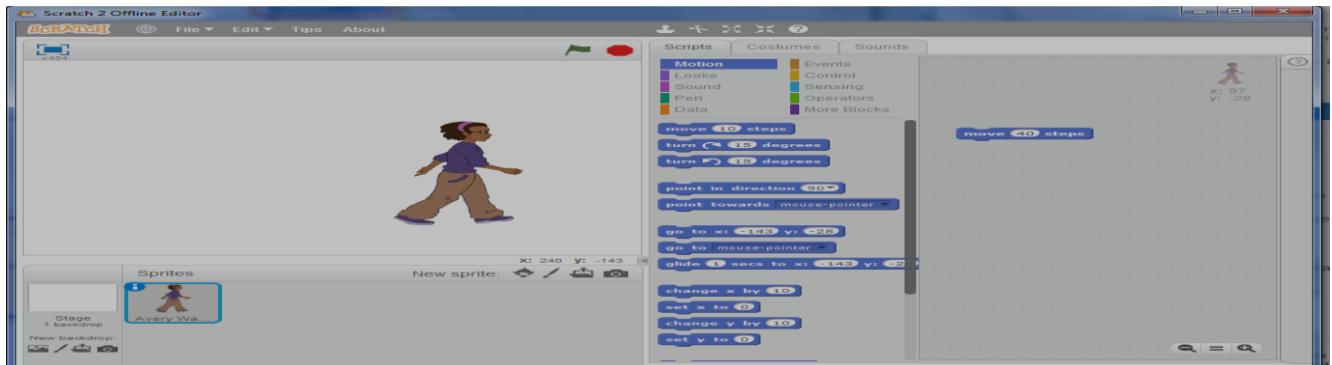 Scratch 2 Offline Editor
SCRATCH File Edit Tips About
v454
Scripts Costumes Sounds
Motion Events
Looks Control
Sound Sensing
Pen Operators
Data More Blocks
move 10 steps
turn 15 degrees
turn 15 degrees
point in direction 90
point towards mouse-pointer
go to x: -143 y: -28
go to mouse-pointer
glide 1 secs to x: -143 y: -2
change x by 10
set x to 0
change y by 10
set y to 0
x: 97
y: -28
move 40 steps
x: 240 y: -143
Sprites New sprite:
Stage
1 backdrop
New backdrop:
Avery Wa...